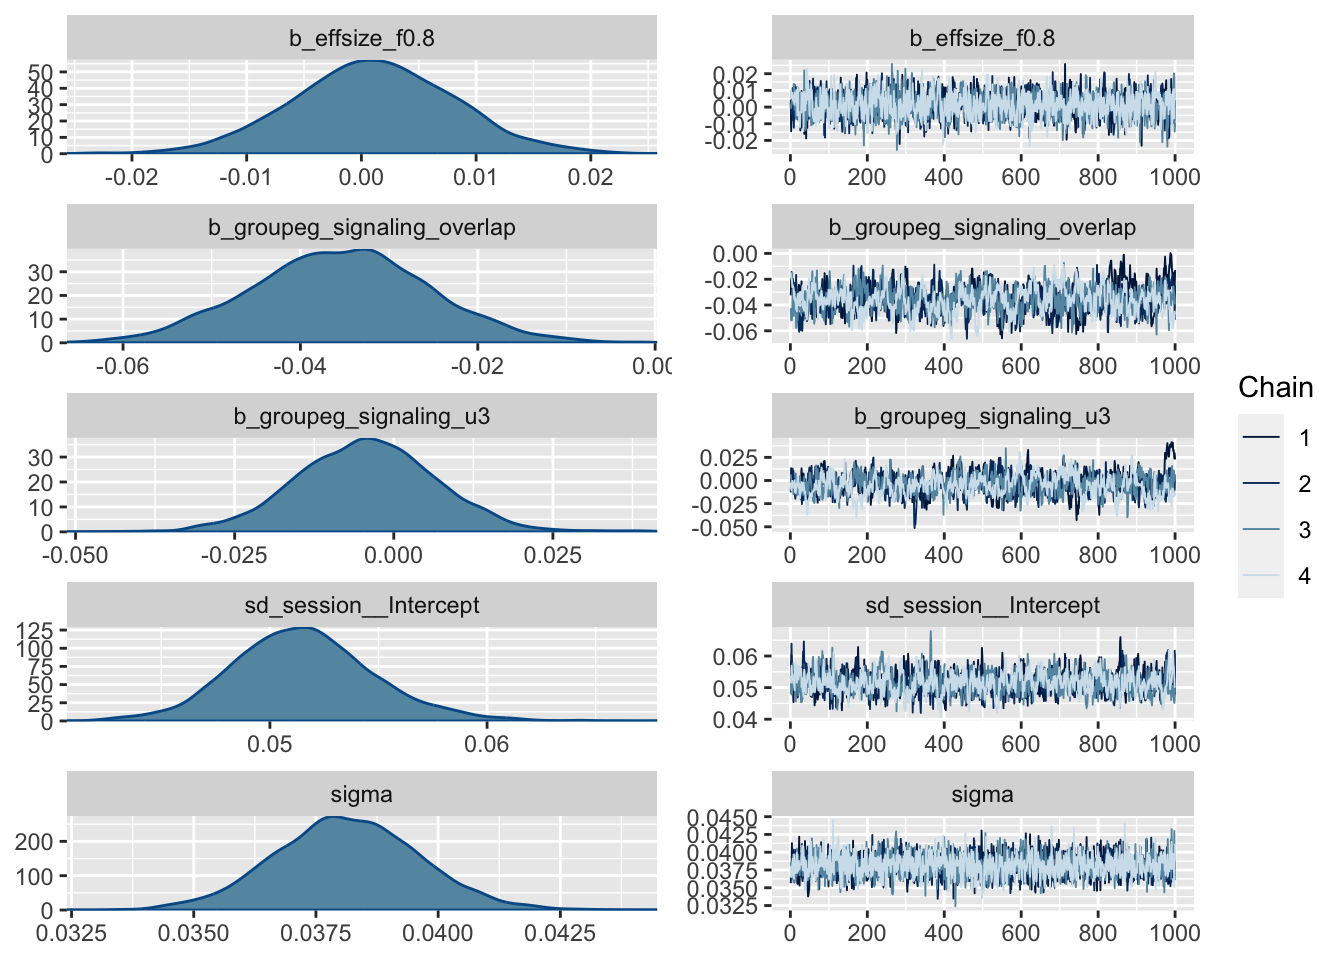 b_effsize_f0.8
50
40
30
20
10
0
-0.02 -0.01 0.00 0.01 0.02
b_effsize_f0.8
0.02
0.01
0.00
-0.01
-0.02
0 200 400 600 800 1000
b_groupeg_signaling_overlap
30
20
10
0
-0.06 -0.04 -0.02 0.00
b_groupeg_signaling_overlap
0.00
-0.02
-0.04
-0.06
0 200 400 600 800 1000
b_groupeg_signaling_u3
30
20
10
0
-0.050 -0.025 0.000 0.025
b_groupeg_signaling_u3
0.025
0.000
-0.025
-0.050
0 200 400 600 800 1000
sd_session__Intercept
125
100
75
50
25
0
0.05 0.06
sd_session__Intercept
0.06
0.05
0.04
0 200 400 600 800 1000
sigma
200
100
0
0.0325 0.0350 0.0375 0.0400 0.0425
sigma
0.0450
0.0425
0.0400
0.0375
0.0350
0.0325
0 200 400 600 800 1000
Chain
1
2
3
4